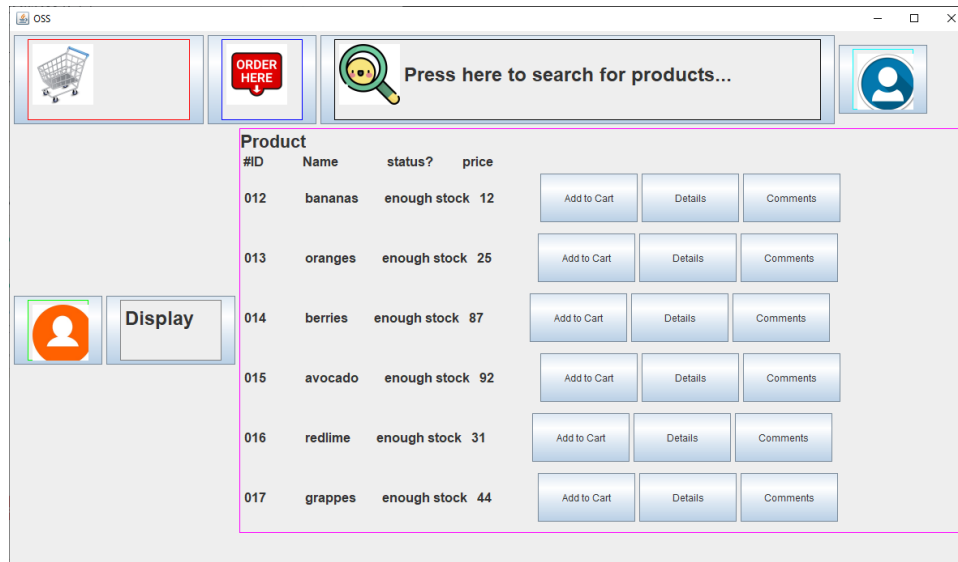 OSS
ORDER
HERE
Press here to search for products...
Display
Product
#ID Name status? price
012 bananas enough stock 12 Add to Cart Details Comments
013 oranges enough stock 25 Add to Cart Details Comments
014 berries enough stock 87 Add to Cart Details Comments
015 avocado enough stock 92 Add to Cart Details Comments
016 redlime enough stock 31 Add to Cart Details Comments
017 grappes enough stock 44 Add to Cart Details Comments